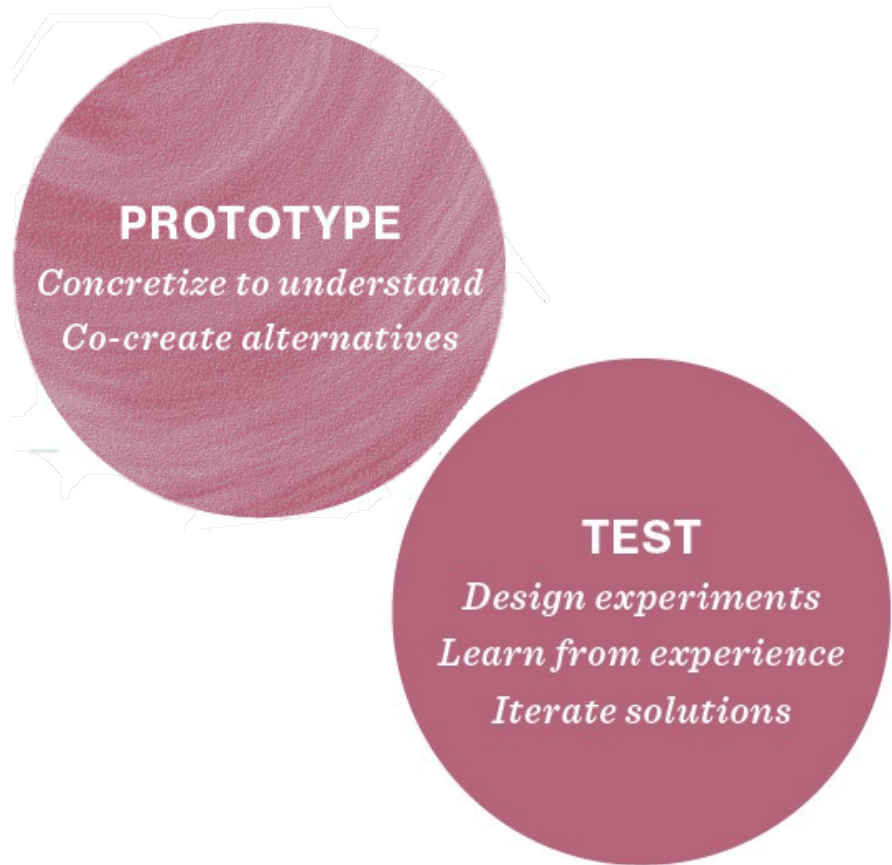 PROTOTYPE
Concretize to understand
Co-create alternatives
TEST
Design experiments
Learn from experience
Iterate solutions